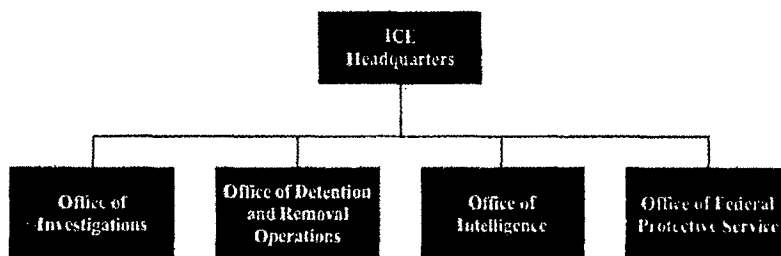 ICE
Headquarters
Office of
Investigations
Office of Detention
and Removal
Operations
Office of
Intelligence
Office of Federal
Protective Service